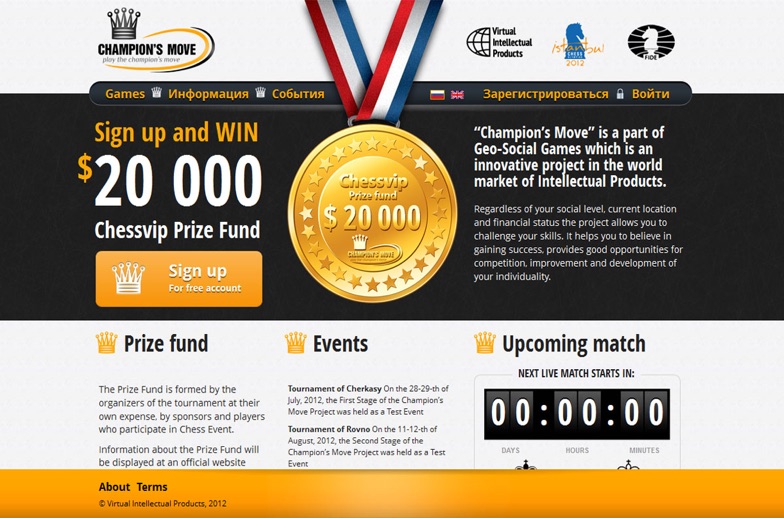 CHAMPION'S MOVE
play the champion's move
Virtual
Intellectual
Products
istanbul
CHESS
2012
FIDE
Games
Информация
События
Зарегистрироваться
Войти
Sign up and WIN
$20 000
Chessvip Prize Fund
Sign up
For free account
Chessvip
Prize fund
$ 20 000
CHAMPION'S MOVE
“Champion’s Move” is a part of
Geo-Social Games which is an
innovative project in the world
market of Intellectual Products.
Regardless of your social level, current location
and financial status the project allows you to
challenge your skills. It helps you to believe in
gaining success, provides good opportunities for
competition, improvement and development of
your individuality.
Prize fund
The Prize Fund is formed by the
organizers of the tournament at their
own expense, by sponsors and players
who participate in Chess Event.
Information about the Prize Fund will
be displayed at an official website
Events
Tournament of Cherkasy On the 28-29-th of
July, 2012, the First Stage of the Champion's
Move Project was held as a Test Event
Tournament of Rovno On the 11-12-th of
August, 2012, the Second Stage of the
Champion's Move Project was held as a Test
Event
Upcoming match
NEXT LIVE MATCH STARTS IN:
00:00:00
DAYS HOURS MINUTES
About Terms
© Virtual Intellectual Products, 2012